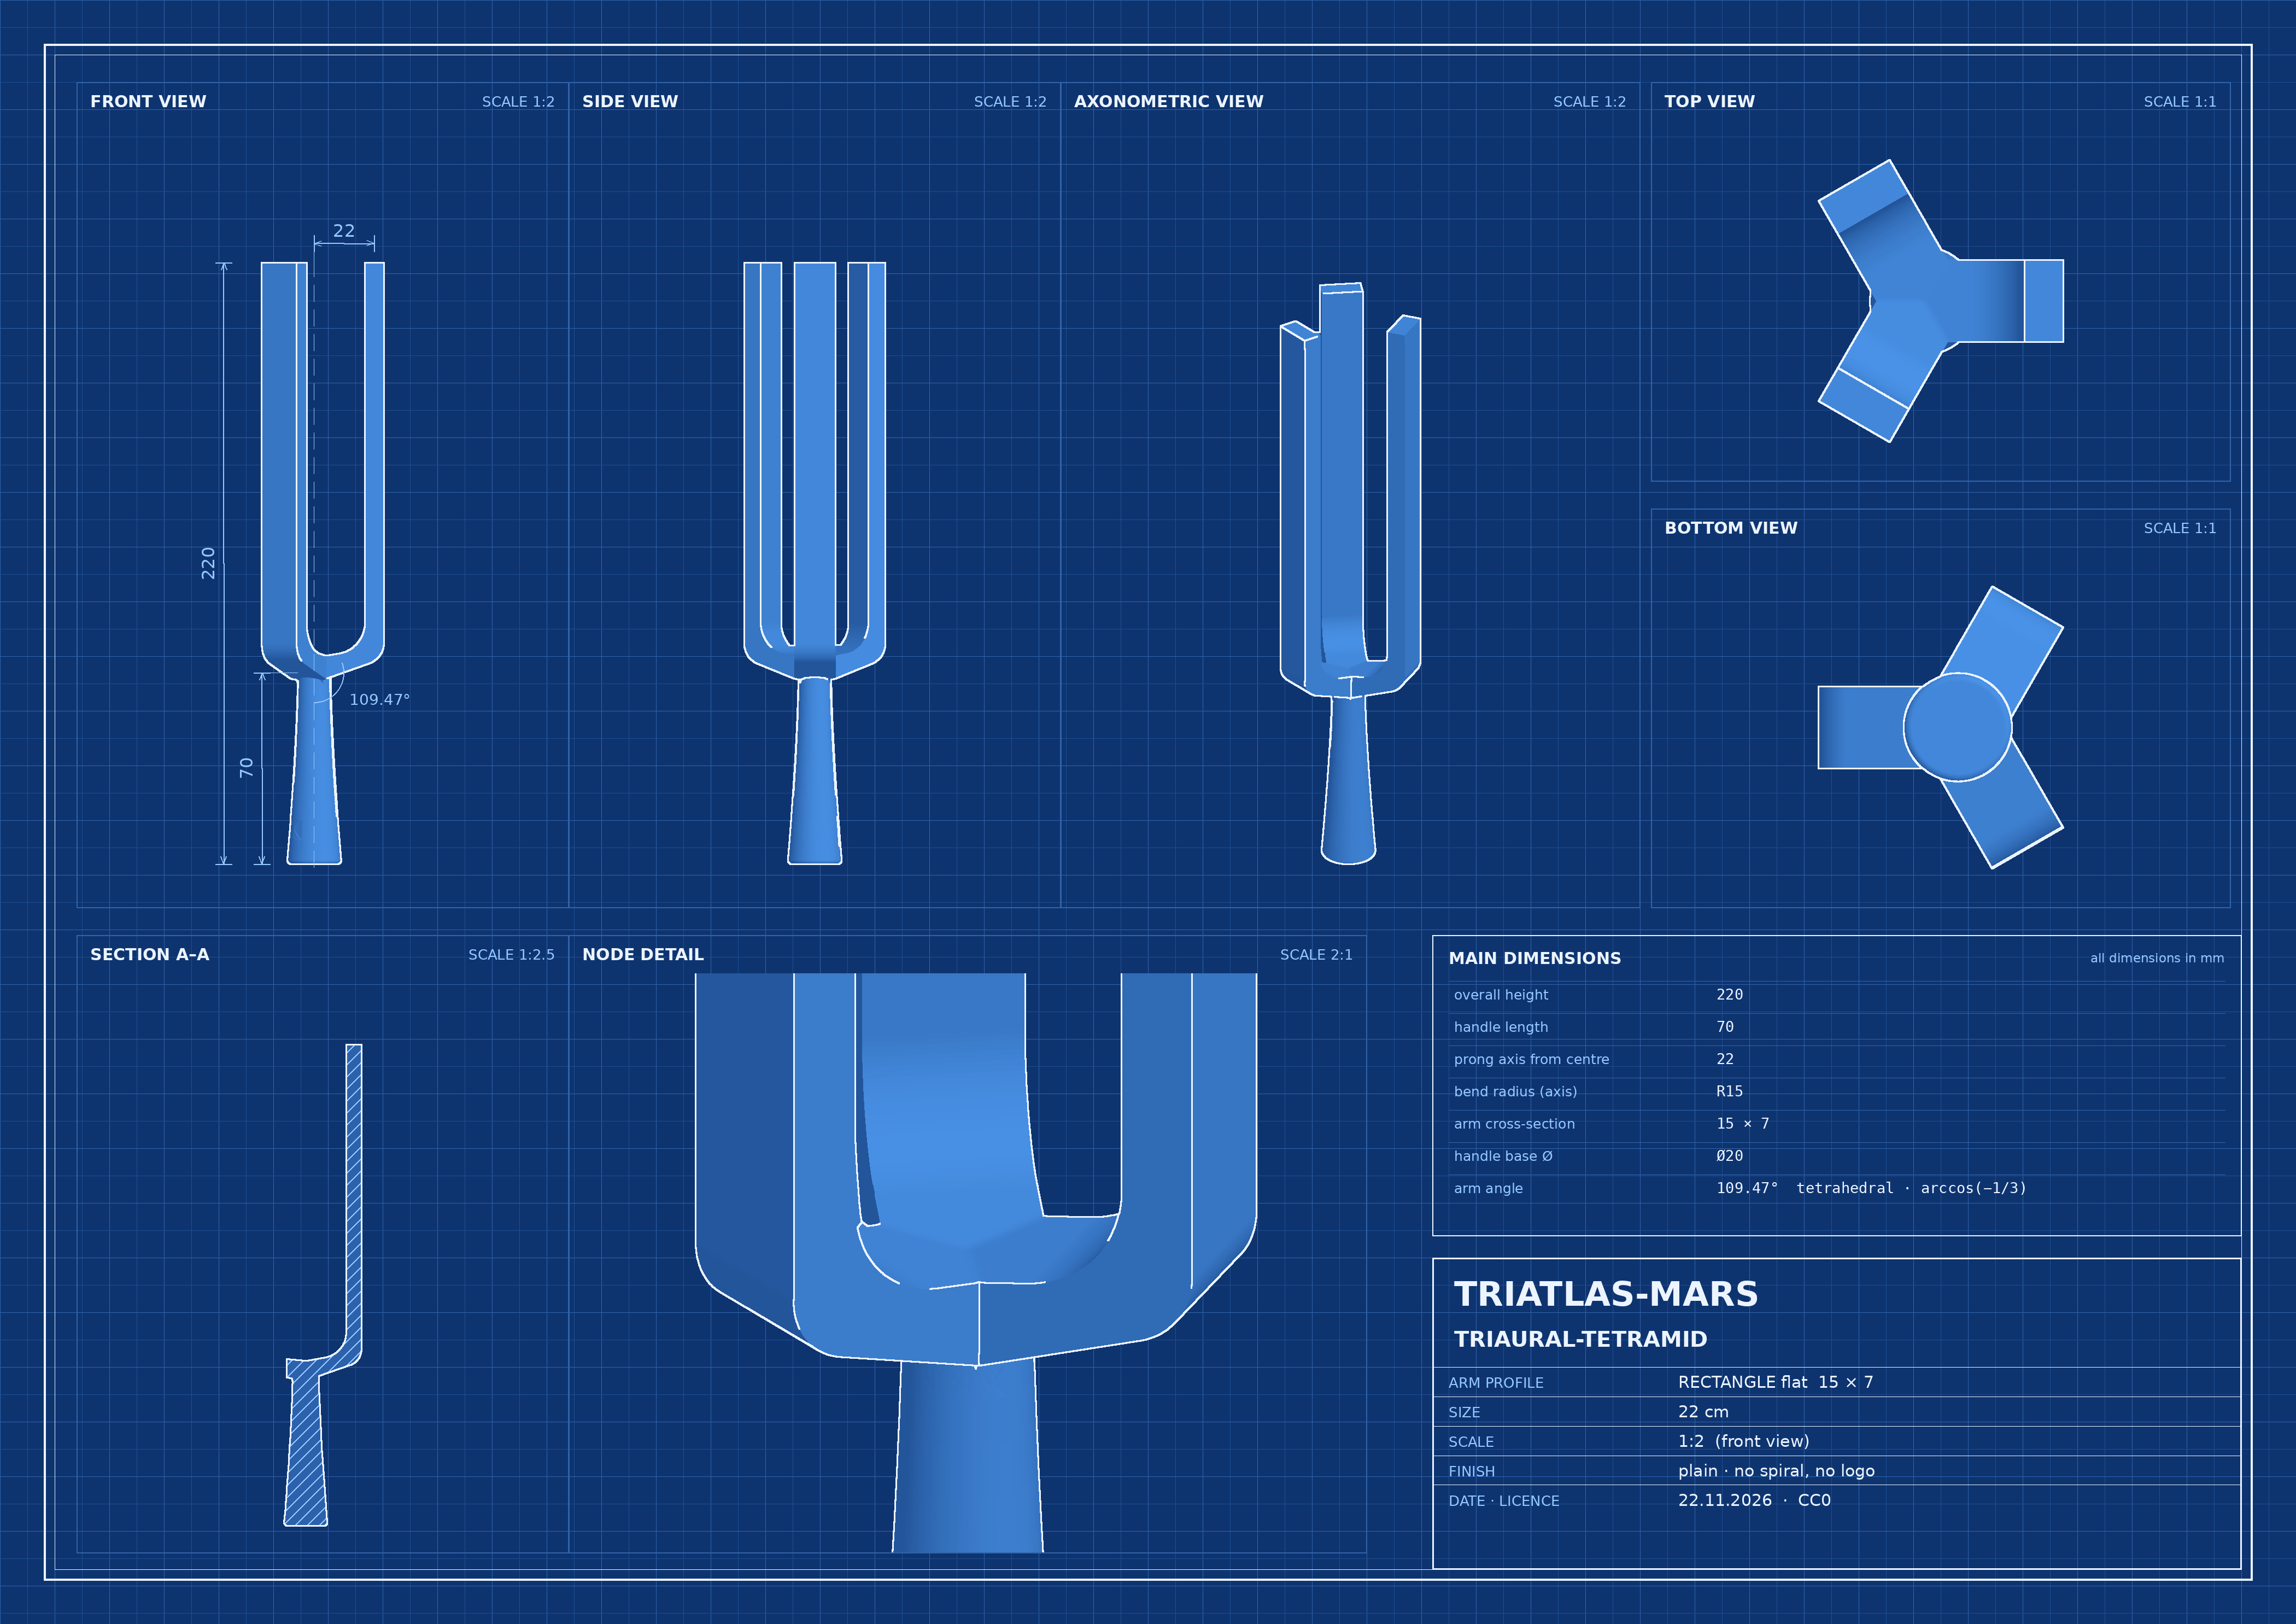 FRONT VIEW SCALE 1:2
SIDE VIEW SCALE 1:2
AXONOMETRIC VIEW SCALE 1:2
TOP VIEW SCALE 1:1
22
220
70
109.47°
BOTTOM VIEW SCALE 1:1
SECTION A–A SCALE 1:2.5
NODE DETAIL SCALE 2:1
MAIN DIMENSIONS all dimensions in mm
overall height 220
handle length 70
prong axis from centre 22
bend radius (axis) R15
arm cross-section 15 × 7
handle base Ø Ø20
arm angle 109.47° tetrahedral · arccos(−1/3)
TRIATLAS-MARS
TRIAURAL-TETRAMID
ARM PROFILE RECTANGLE flat 15 × 7
SIZE 22 cm
SCALE 1:2 (front view)
FINISH plain · no spiral, no logo
DATE · LICENCE 22.11.2026 · CC0